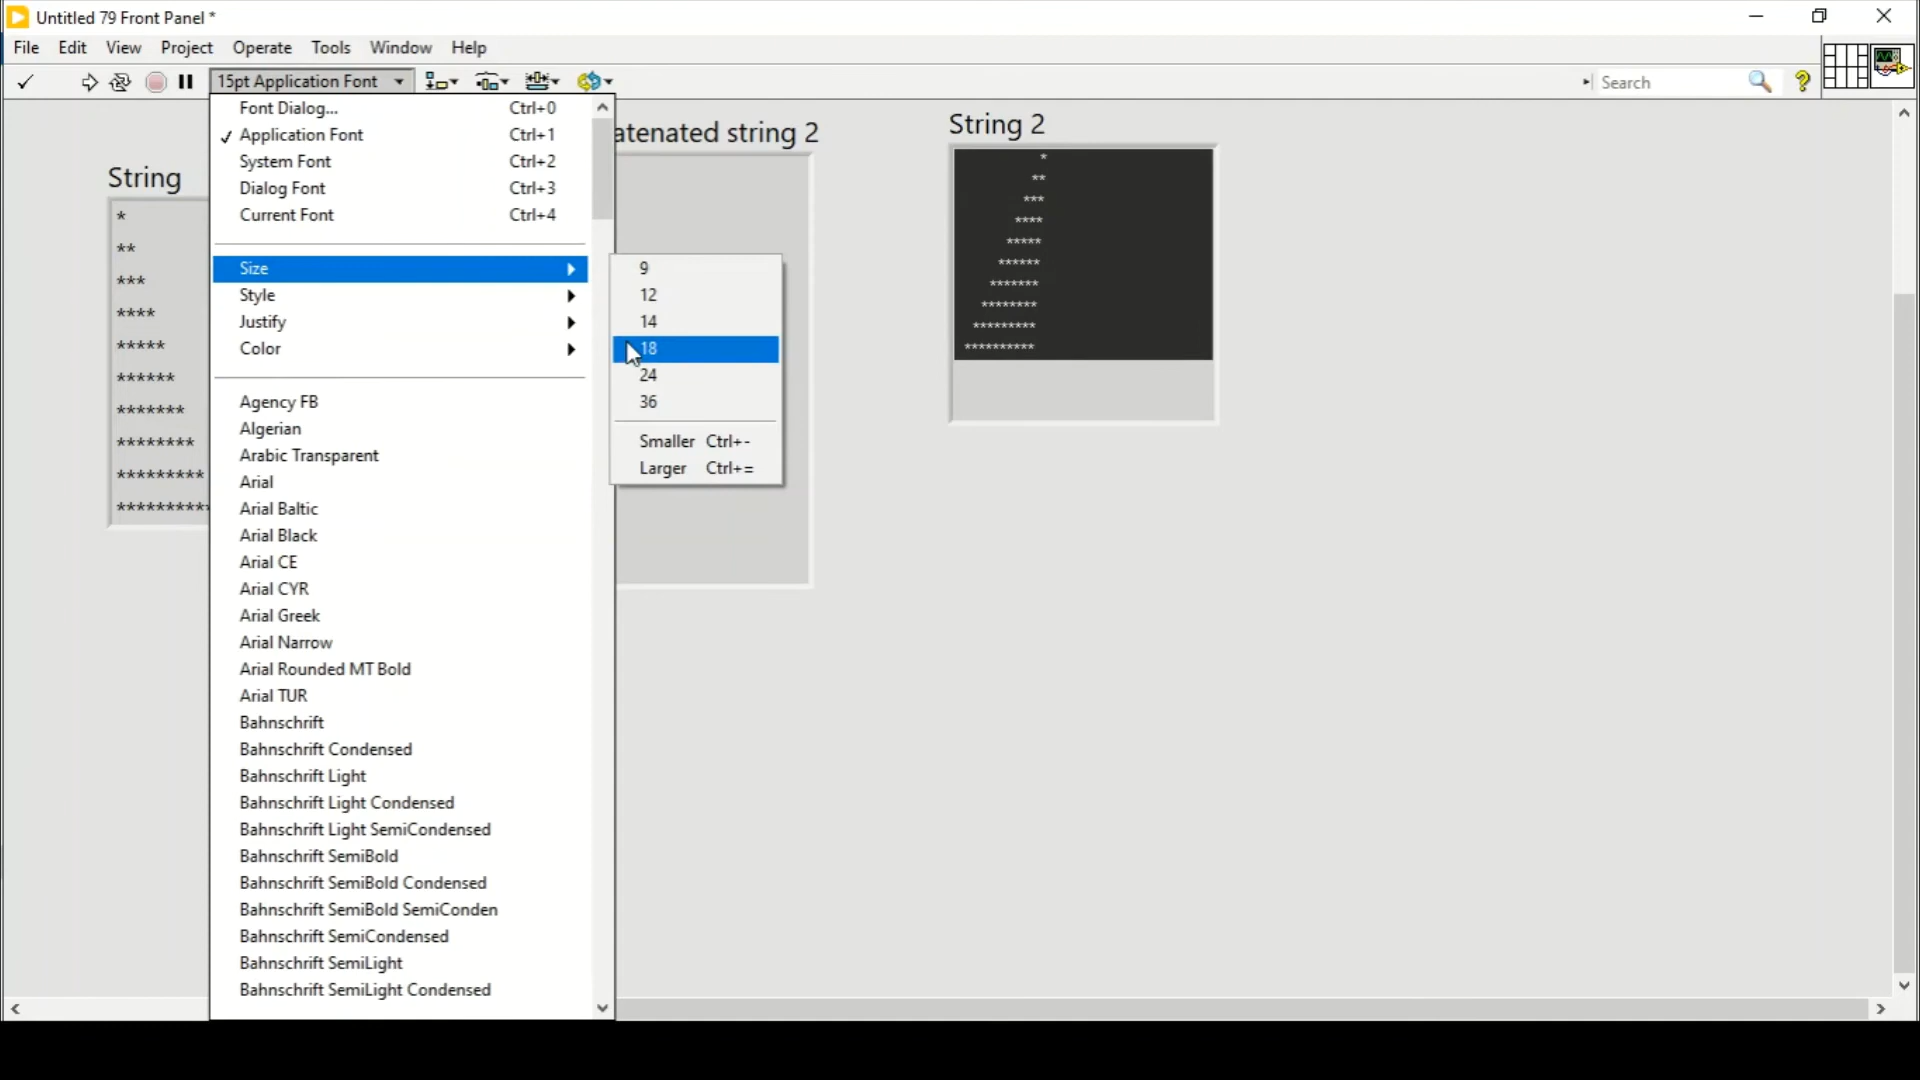 Untitled 79 Front Panel *
File Edit View Project Operate Tools Window Help
15pt Application Font
Search
?
Font Dialog... Ctrl+0
✓ Application Font Ctrl+1
System Font Ctrl+2
Dialog Font Ctrl+3
Current Font Ctrl+4
Size
Style
Justify
Color
Agency FB
Algerian
Arabic Transparent
Arial
Arial Baltic
Arial Black
Arial CE
Arial CYR
Arial Greek
Arial Narrow
Arial Rounded MT Bold
Arial TUR
Bahnschrift
Bahnschrift Condensed
Bahnschrift Light
Bahnschrift Light Condensed
Bahnschrift Light SemiCondensed
Bahnschrift SemiBold
Bahnschrift SemiBold Condensed
Bahnschrift SemiBold SemiConden
Bahnschrift SemiCondensed
Bahnschrift SemiLight
Bahnschrift SemiLight Condensed
9
12
14
18
24
36
Smaller Ctrl+-
Larger Ctrl+=
String
*
**
***
****
*****
******
*******
********
*********
**********
atenated string 2
String 2
*
**
***
****
*****
******
*******
********
*********
**********